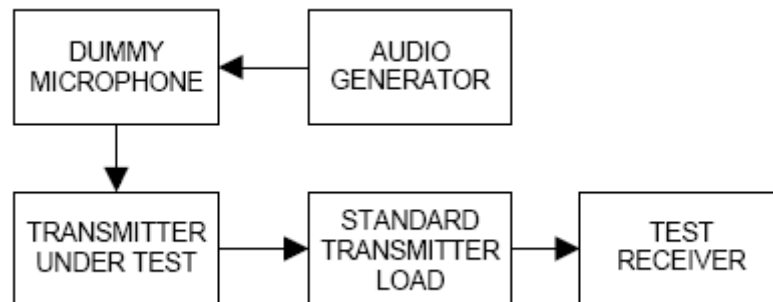 DUMMY
MICROPHONE
AUDIO
GENERATOR
TRANSMITTER
UNDER TEST
STANDARD
TRANSMITTER
LOAD
TEST
RECEIVER